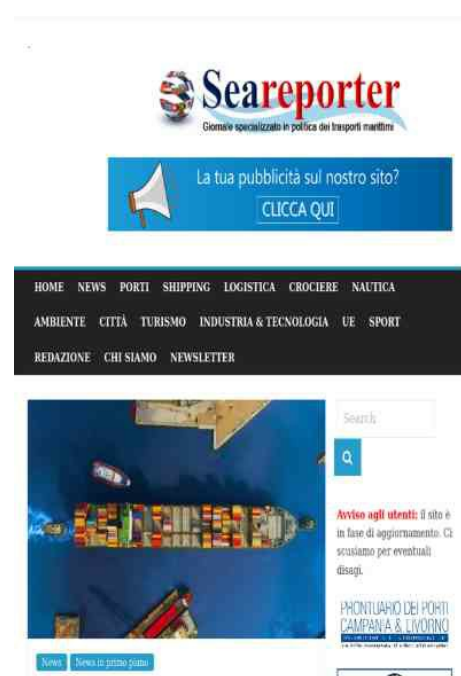 Seareporter
Giornale specializzato in politica dei trasporti marittimi
La tua pubblicità sul nostro sito?
CLICCA QUI
HOME NEWS PORTI SHIPPING LOGISTICA CROCIERE NAUTICA
AMBIENTE CITTÀ TURISMO INDUSTRIA & TECNOLOGIA UE SPORT
REDAZIONE CHI SIAMO NEWSLETTER
Search
Avviso agli utenti: il sito è
in fase di aggiornamento. Ci
scusiamo per eventuali
disagi.
PRONTUARIO DEI PORTI
CAMPANIA & LIVORNO
News News in primo piano